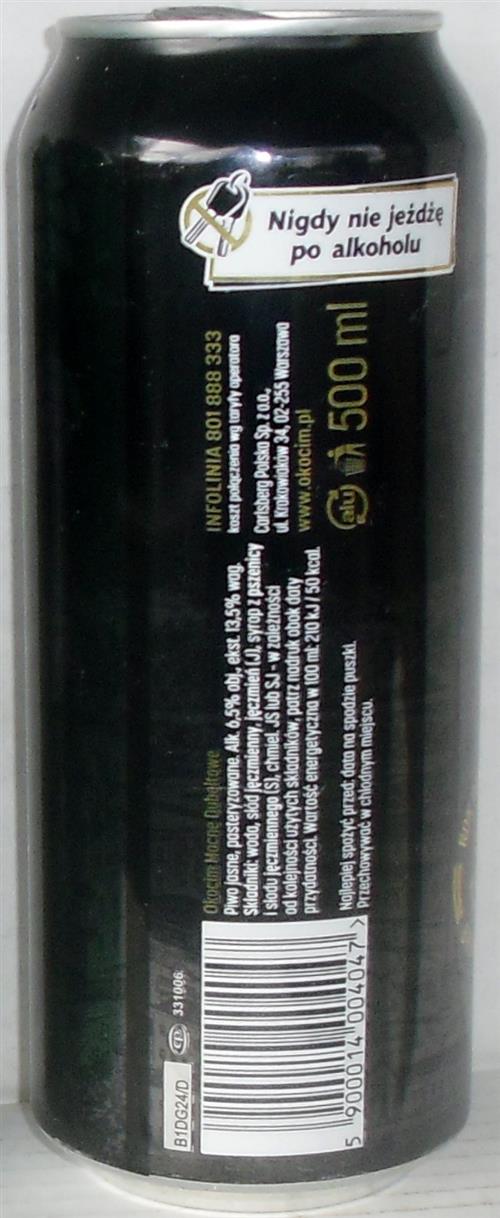 Nigdy nie jeżdżę
po alkoholu
INFOLINIA 801 888 333
koszt połączenia wg taryfy operatora
Carlsberg Polska Sp. z o.o.,
ul. Krakowiaków 34, 02-255 Warszawa
www.okocim.pl
alu 500 ml
Okocim Mocne Dubeltowe
Piwo jasne, pasteryzowane. Alk. 6,5% obj., ekst. 13,5% wag.
Składniki: woda, słód jęczmienny, jęczmień (J), syrop z pszenicy
i słodu jęczmiennego (S), chmiel. JS lub SJ - w zależności
od kolejności użytych składników, patrz nadruk obok daty
przydatności. Wartość energetyczna w 100 ml: 210 kJ / 50 kcal.
Najlepiej spożyć przed: data na spodzie puszki.
Przechowywać w chłodnym miejscu.
B1DG24/D
331006
5 900014 004047 >